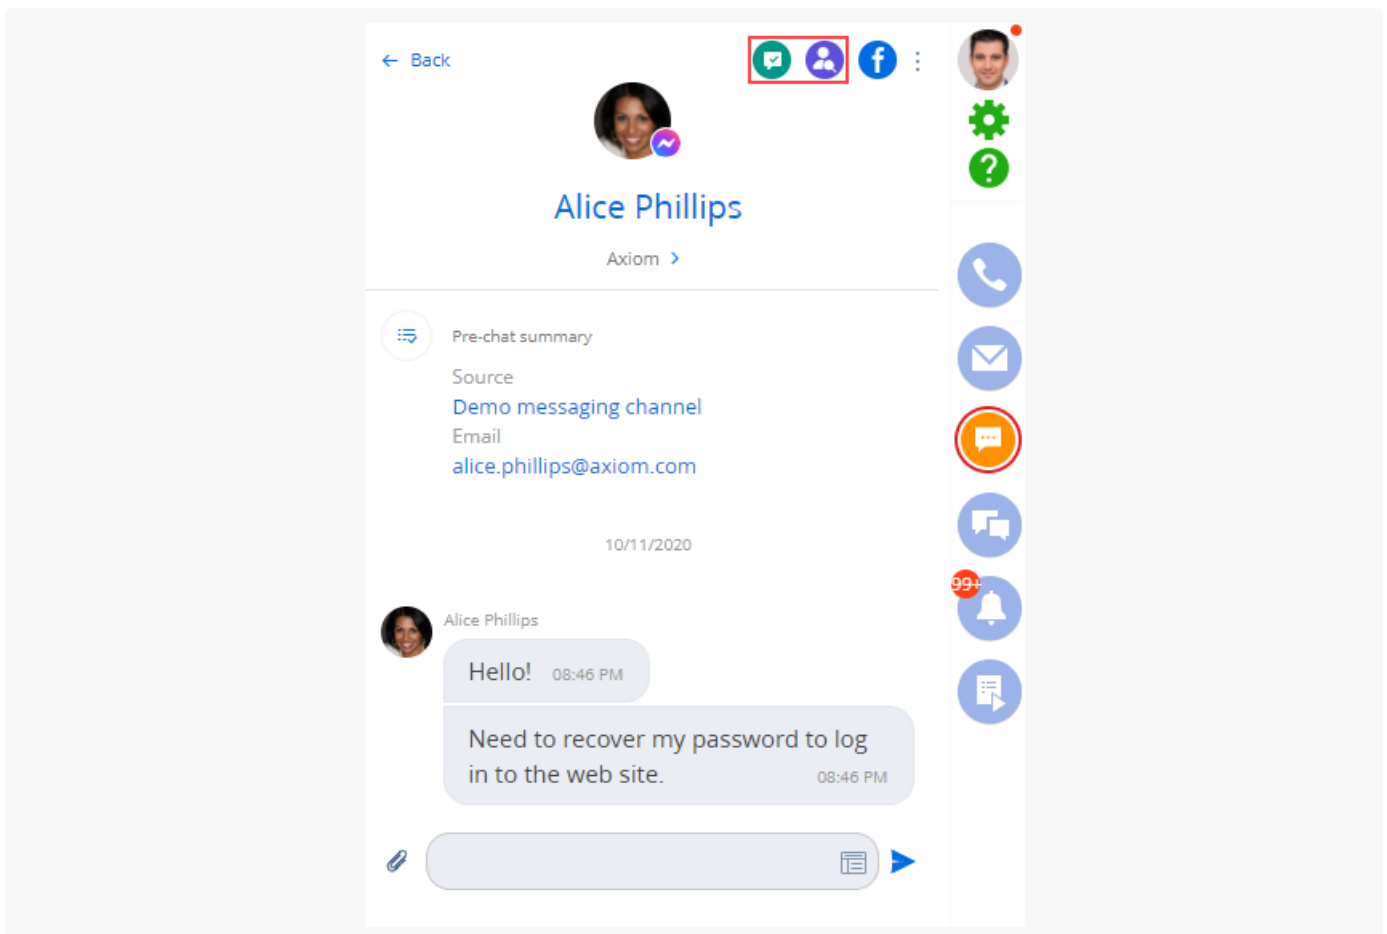 ← Back
Alice Phillips
Axiom >
Pre-chat summary
Source
Demo messaging channel
Email
alice.phillips@axiom.com
10/11/2020
Alice Phillips
Hello! 08:46 PM
Need to recover my password to log
in to the web site. 08:46 PM
99+